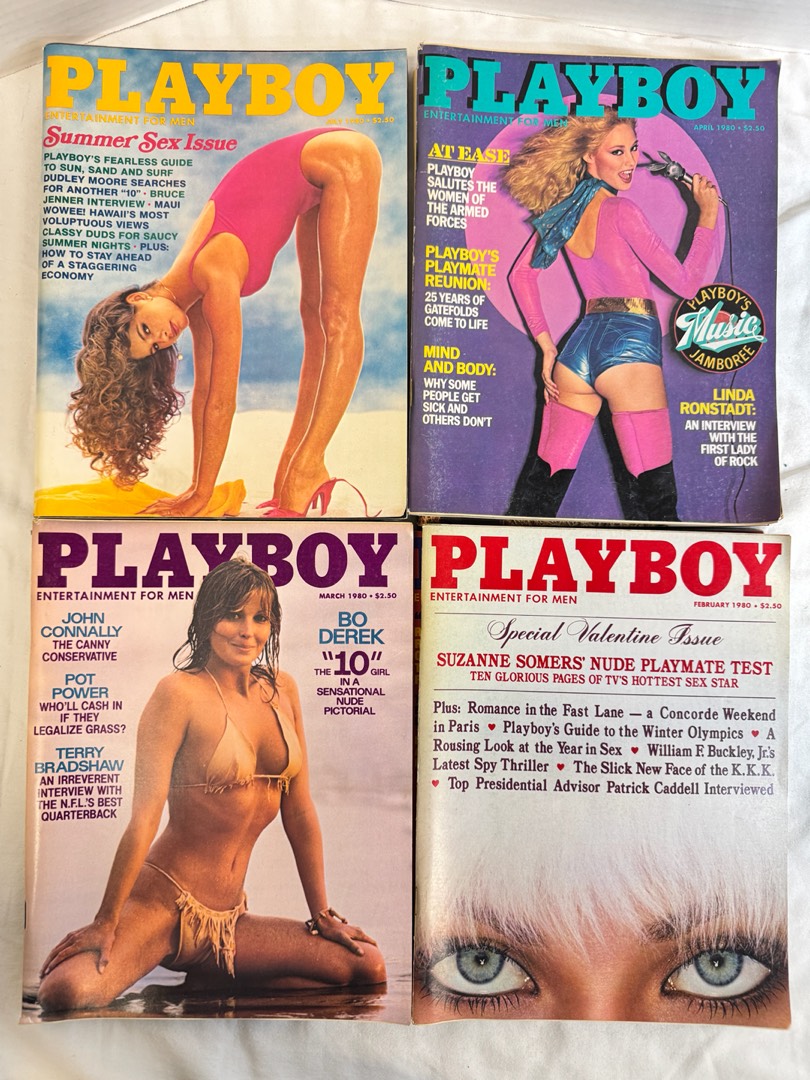 PLAYBOY
ENTERTAINMENT FOR MEN
JULY 1980 • $2.50
Summer Sex Issue
PLAYBOY'S FEARLESS GUIDE
TO SUN, SAND AND SURF
DUDLEY MOORE SEARCHES
FOR ANOTHER "10" • BRUCE
JENNER INTERVIEW • MAUI
WOWEE! HAWAII'S MOST
VOLUPTUOUS VIEWS
CLASSY DUDS FOR SAUCY
SUMMER NIGHTS • PLUS:
HOW TO STAY AHEAD
OF A STAGGERING
ECONOMY
PLAYBOY
ENTERTAINMENT FOR MEN
APRIL 1980 • $2.50
AT EASE
PLAYBOY
SALUTES THE
WOMEN OF
THE ARMED
FORCES
PLAYBOY'S
PLAYMATE
REUNION:
25 YEARS OF
GATEFOLDS
COME TO LIFE
MIND
AND BODY:
WHY SOME
PEOPLE GET
SICK AND
OTHERS DON'T
PLAYBOY'S
Music
JAMBOREE
LINDA
RONSTADT:
AN INTERVIEW
WITH THE
FIRST LADY
OF ROCK
PLAYBOY
ENTERTAINMENT FOR MEN
MARCH 1980 • $2.50
JOHN
CONNALLY
THE CANNY
CONSERVATIVE
POT
POWER
WHO'LL CASH IN
IF THEY
LEGALIZE GRASS?
TERRY
BRADSHAW
AN IRREVERENT
INTERVIEW WITH
THE N.F.L.'S BEST
QUARTERBACK
BO
DEREK
THE "10" GIRL
IN A
SENSATIONAL
NUDE
PICTORIAL
PLAYBOY
ENTERTAINMENT FOR MEN
FEBRUARY 1980 • $2.50
Special Valentine Issue
SUZANNE SOMERS' NUDE PLAYMATE TEST
TEN GLORIOUS PAGES OF TV'S HOTTEST SEX STAR
Plus: Romance in the Fast Lane — a Concorde Weekend
in Paris ♥ Playboy's Guide to the Winter Olympics ♥ A
Rousing Look at the Year in Sex ♥ William F. Buckley, Jr.'s
Latest Spy Thriller ♥ The Slick New Face of the K.K.K.
♥ Top Presidential Advisor Patrick Caddell Interviewed